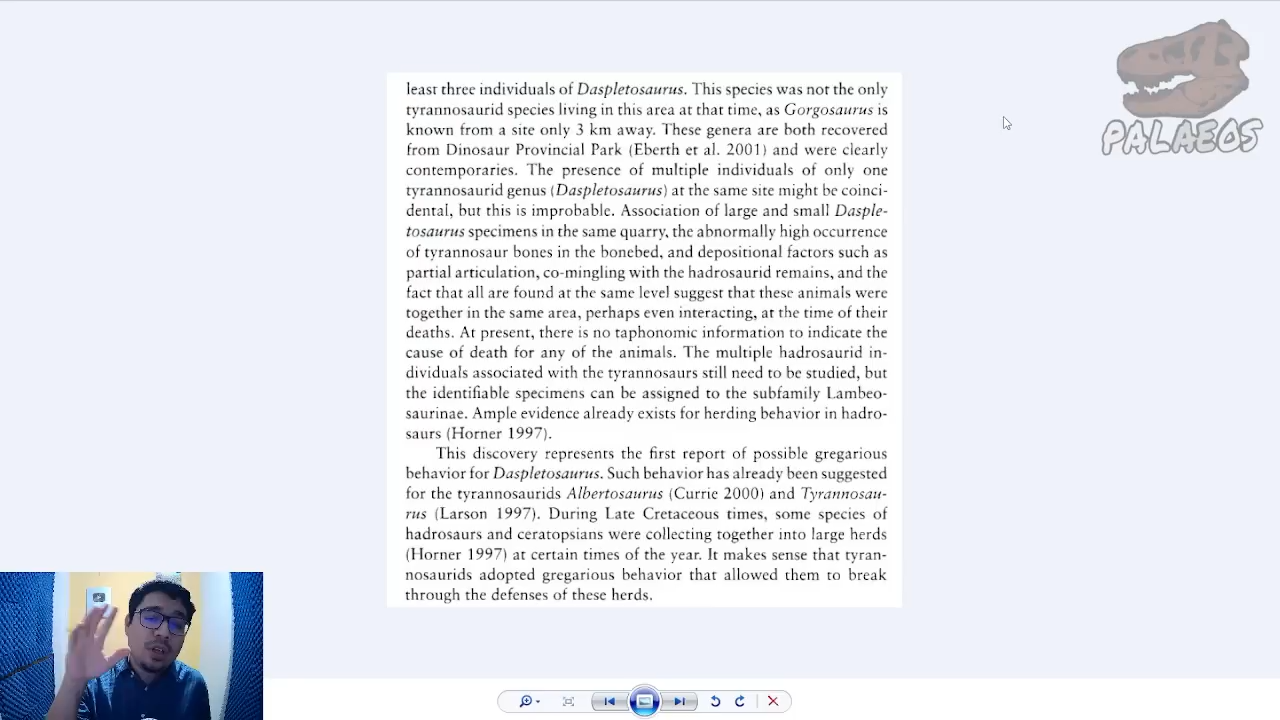 PALAEOS
least three individuals of Daspletosaurus. This species was not the only
tyrannosaurid species living in this area at that time, as Gorgosaurus is
known from a site only 3 km away. These genera are both recovered
from Dinosaur Provincial Park (Eberth et al. 2001) and were clearly
contemporaries. The presence of multiple individuals of only one
tyrannosaurid genus (Daspletosaurus) at the same site might be coinci-
dental, but this is improbable. Association of large and small Dasple-
tosaurus specimens in the same quarry, the abnormally high occurrence
of tyrannosaur bones in the bonebed, and depositional factors such as
partial articulation, co-mingling with the hadrosaurid remains, and the
fact that all are found at the same level suggest that these animals were
together in the same area, perhaps even interacting, at the time of their
deaths. At present, there is no taphonomic information to indicate the
cause of death for any of the animals. The multiple hadrosaurid in-
dividuals associated with the tyrannosaurs still need to be studied, but
the identifiable specimens can be assigned to the subfamily Lambeo-
saurinae. Ample evidence already exists for herding behavior in hadro-
saurs (Horner 1997).
This discovery represents the first report of possible gregarious
behavior for Daspletosaurus. Such behavior has already been suggested
for the tyrannosaurids Albertosaurus (Currie 2000) and Tyrannosau-
rus (Larson 1997). During Late Cretaceous times, some species of
hadrosaurs and ceratopsians were collecting together into large herds
(Horner 1997) at certain times of the year. It makes sense that tyran-
nosaurids adopted gregarious behavior that allowed them to break
through the defenses of these herds.